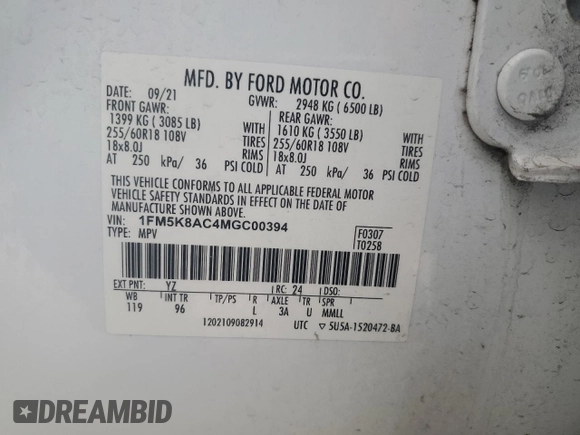 MFD. BY FORD MOTOR CO.
DATE: 09/21 GVWR: 2948 KG ( 6500 LB)
FRONT GAWR: REAR GAWR:
1399 KG ( 3085 LB) WITH 1610 KG ( 3550 LB) WITH
255/60R18 108V TIRES 255/60R18 108V TIRES
18x8.0J RIMS 18x8.0J RIMS
AT 250 kPa/ 36 PSI COLD AT 250 kPa/ 36 PSI COLD
THIS VEHICLE CONFORMS TO ALL APPLICABLE FEDERAL MOTOR
VEHICLE SAFETY STANDARDS IN EFFECT ON THE DATE OF
MANUFACTURE SHOWN ABOVE.
VIN: 1FM5K8AC4MGC00394
TYPE: MPV
F0307
T0258
EXT PNT: YZ RC: 24 DSO:
WB INT TR TP/PS R AXLE TR SPR
119 96 L 3A U MMLL
1202109082914 UTC ▽ 5U5A-1520472-BA
DREAMBID